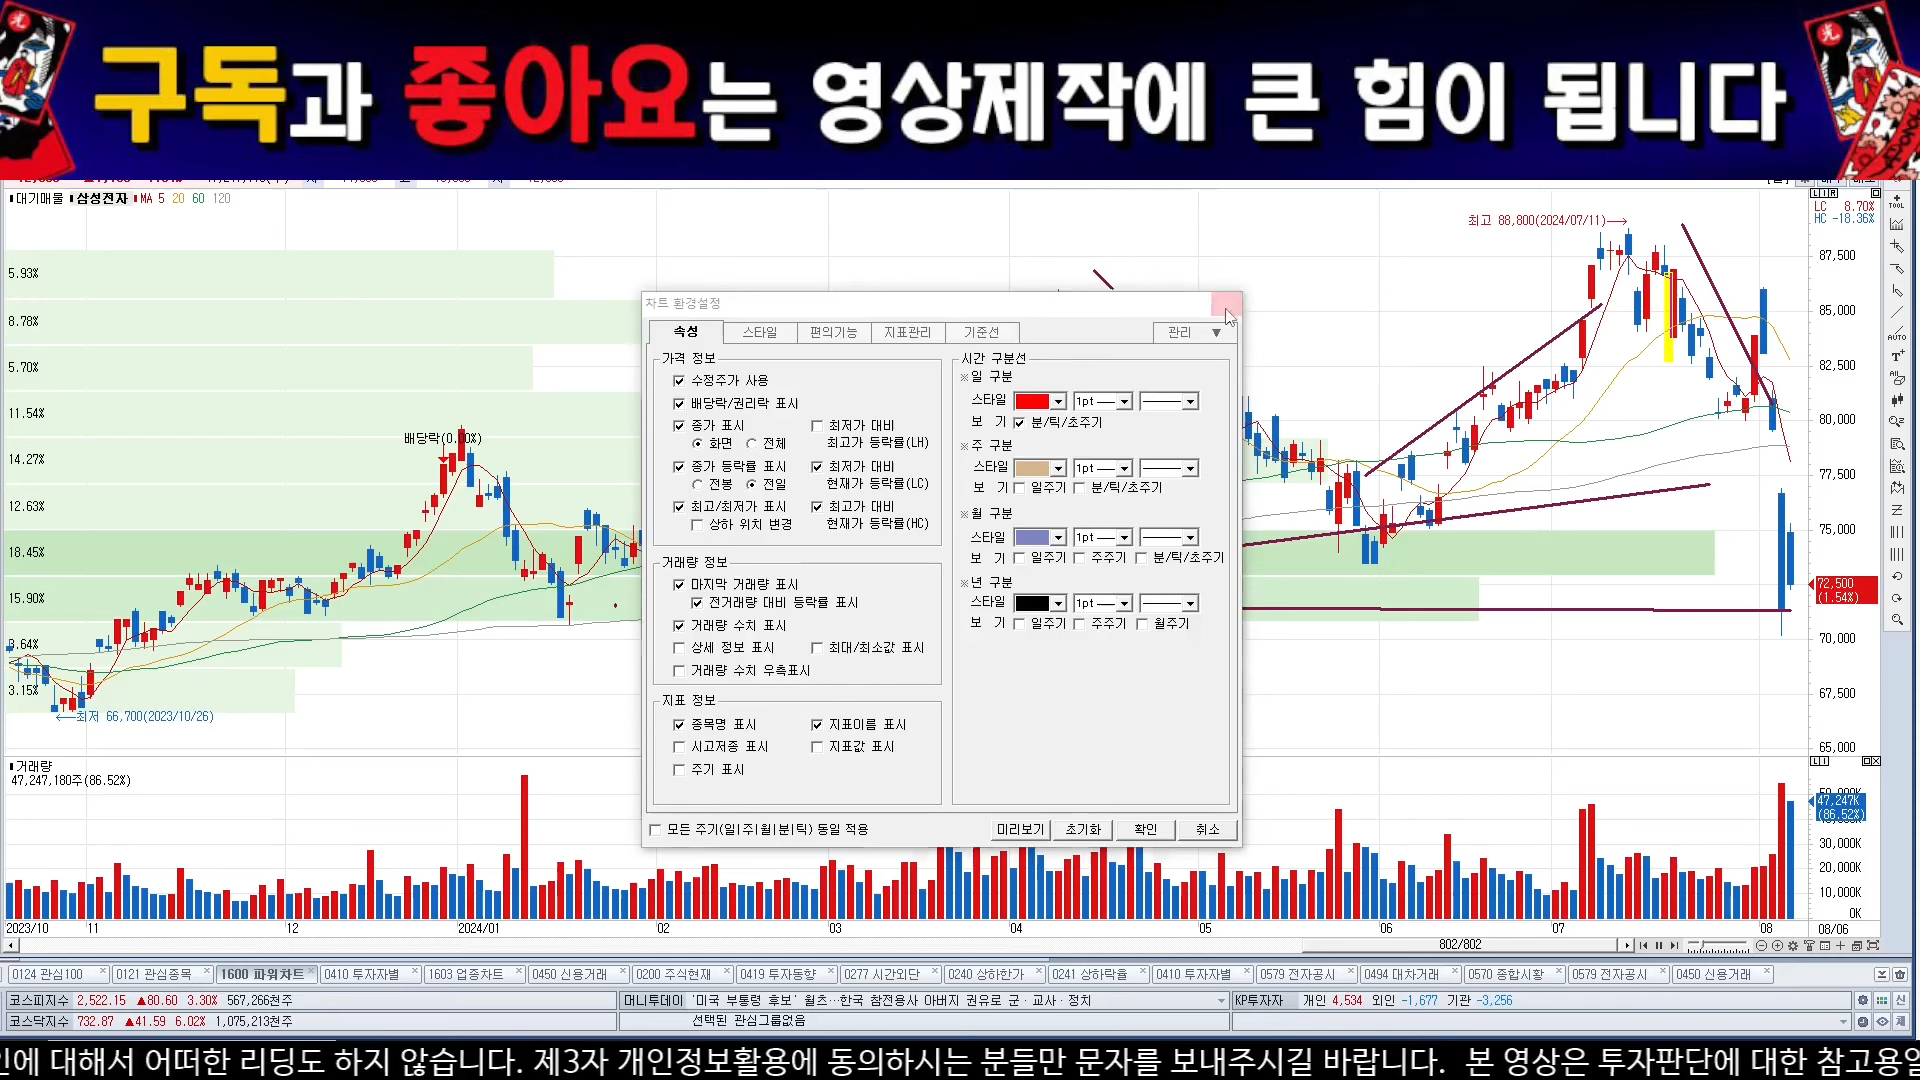 구독과 좋아요는 영상제작에 큰 힘이 됩니다
대기매물 삼성전자 MA 5 20 60 120
LIR
LC 8.70%
HC -18.36%
최고 88,800(2024/07/11)
87,500
85,000
82,500
80,000
77,500
75,000
72,500
(1.54%)
70,000
67,500
65,000
5.93%
8.78%
5.70%
11.54%
14.27%
12.63%
18.45%
15.90%
3.15%
배당락(0.00%)
최저 66,700(2023/10/26)
TOOL
AUTO
All
차트 환경설정
속성 스타일 편의기능 지표관리 기준선 관리 ▼
가격 정보
수정주가 사용
배당락/권리락 표시
종가 표시
화면 전체
최저가 대비
최고가 등락률(LH)
종가 등락률 표시
전봉 전일
최저가 대비
현재가 등락률(LC)
최고/최저가 표시
상하 위치 변경
최고가 대비
현재가 등락률(HC)
거래량 정보
마지막 거래량 표시
전거래량 대비 등락률 표시
거래량 수치 표시
상세 정보 표시 최대/최소값 표시
거래량 수치 우측표시
지표 정보
종목명 표시 지표이름 표시
시고저종 표시 지표값 표시
주기 표시
시간 구분선
※일 구분
스타일 1pt
보 기 분/틱/초주기
※주 구분
스타일 1pt
보 기 일주기 분/틱/초주기
※월 구분
스타일 1pt
보 기 일주기 주주기 분/틱/초주기
※년 구분
스타일 1pt
보 기 일주기 주주기 월주기
모든 주기(일|주|월|분|틱) 동일 적용
미리보기 초기화 확인 취소
거래량
47,247,180주(86.52%)
47,247K
(86.52%)
30,000K
20,000K
10,000K
0K
2023/10 11 12 2024/01 02 03 04 05 06 07 08 08/06
802/802
0124 관심100 0121 관심종목 1600 파워차트 0410 투자자별 1603 업종차트 0450 신용거래 0200 주식현재 0419 투자동향 0277 시간외단 0240 상하한가 0241 상하락율 0410 투자자별 0579 전자공시 0494 대차거래 0570 종합시황 0579 전자공시 0450 신용거래
코스피지수 2,522.15 ▲80.60 3.30% 567,266천주 머니투데이 '미국 부통령 후보' 월츠…한국 참전용사 아버지 권유로 군·교사·정치 KP투자자 개인 4,534 외인 -1,677 기관 -3,256
코스닥지수 732.87 ▲41.59 6.02% 1,075,213천주 선택된 관심그룹없음
에 대해서 어떠한 리딩도 하지 않습니다. 제3자 개인정보활용에 동의하시는 분들만 문자를 보내주시길 바랍니다. 본 영상은 투자판단에 대한 참고용일